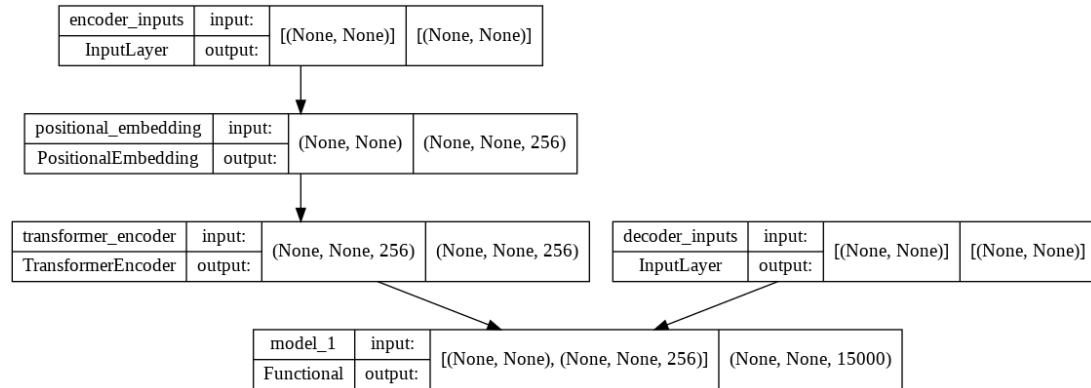 encoder_inputs input: [(None, None)] [(None, None)]
InputLayer output:
positional_embedding input: (None, None) (None, None, 256)
PositionalEmbedding output:
transformer_encoder input: (None, None, 256) (None, None, 256)
TransformerEncoder output:
decoder_inputs input: [(None, None)] [(None, None)]
InputLayer output:
model_1 input: [(None, None), (None, None, 256)] (None, None, 15000)
Functional output: